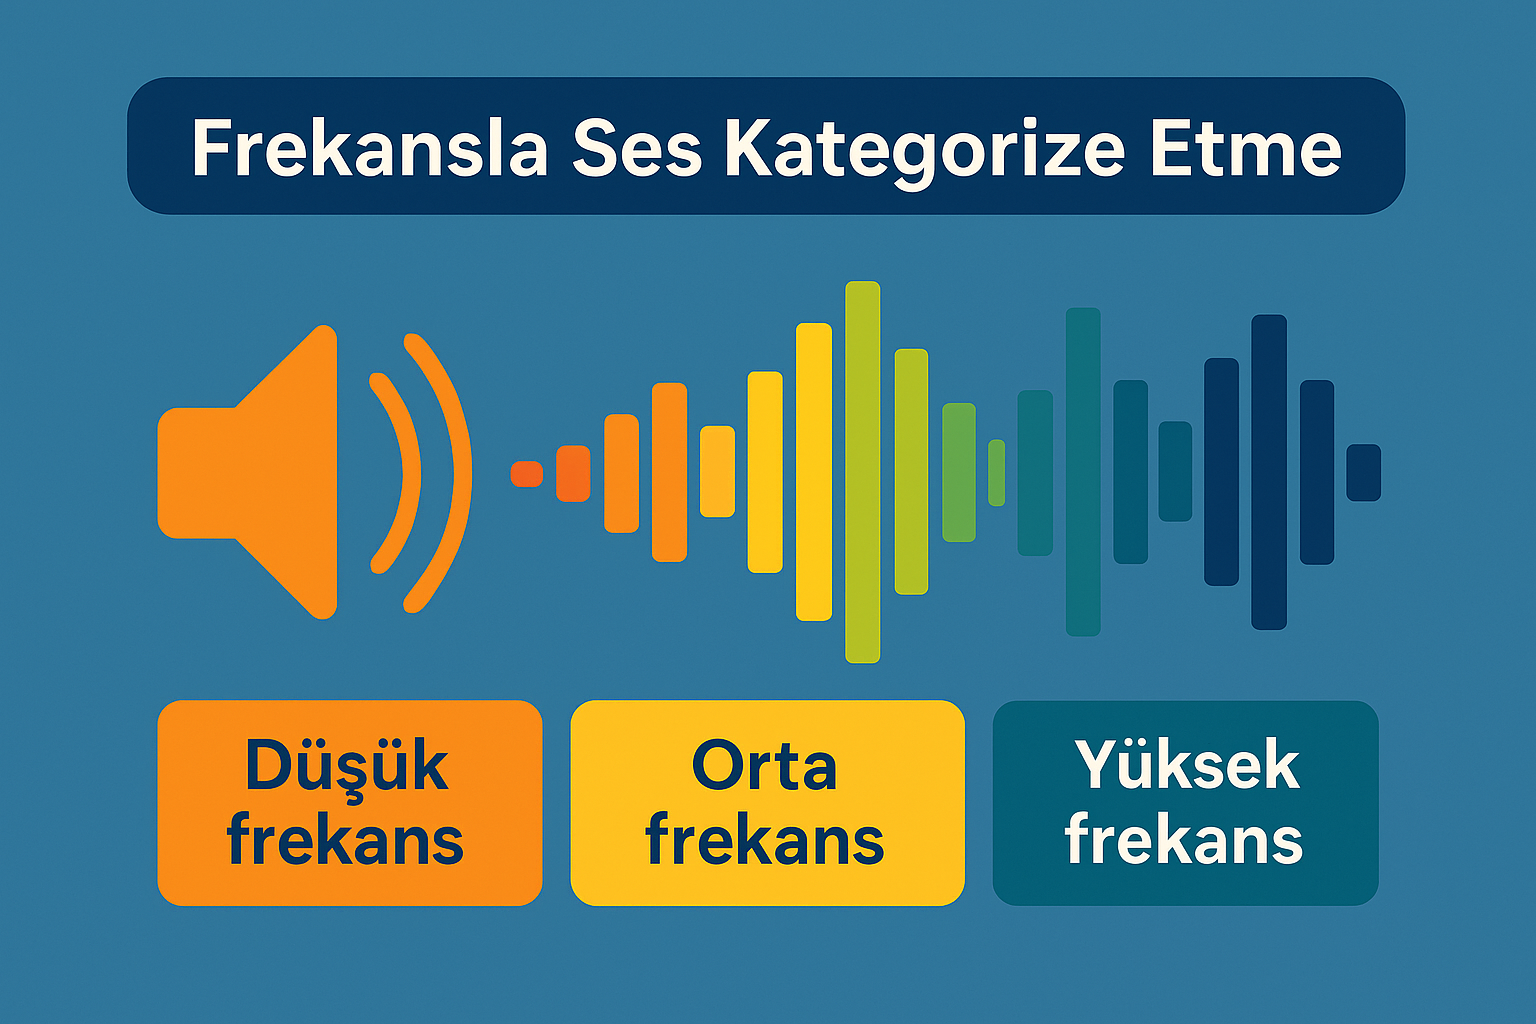 Frekansla Ses Kategorize Etme
Düşük
frekans
Orta
frekans
Yüksek
frekans